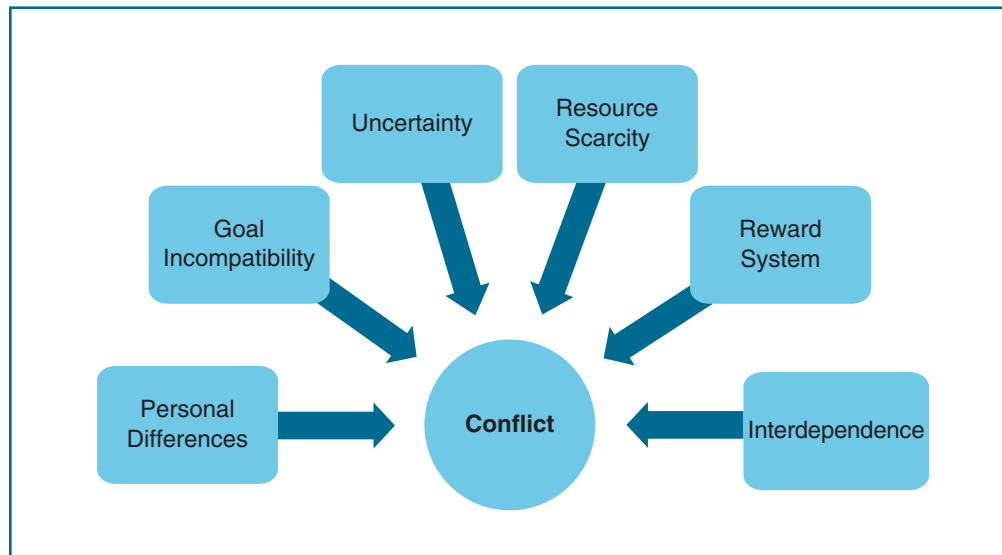 Uncertainty
Resource
Scarcity
Goal
Incompatibility
Reward
System
Personal
Differences
Conflict
Interdependence